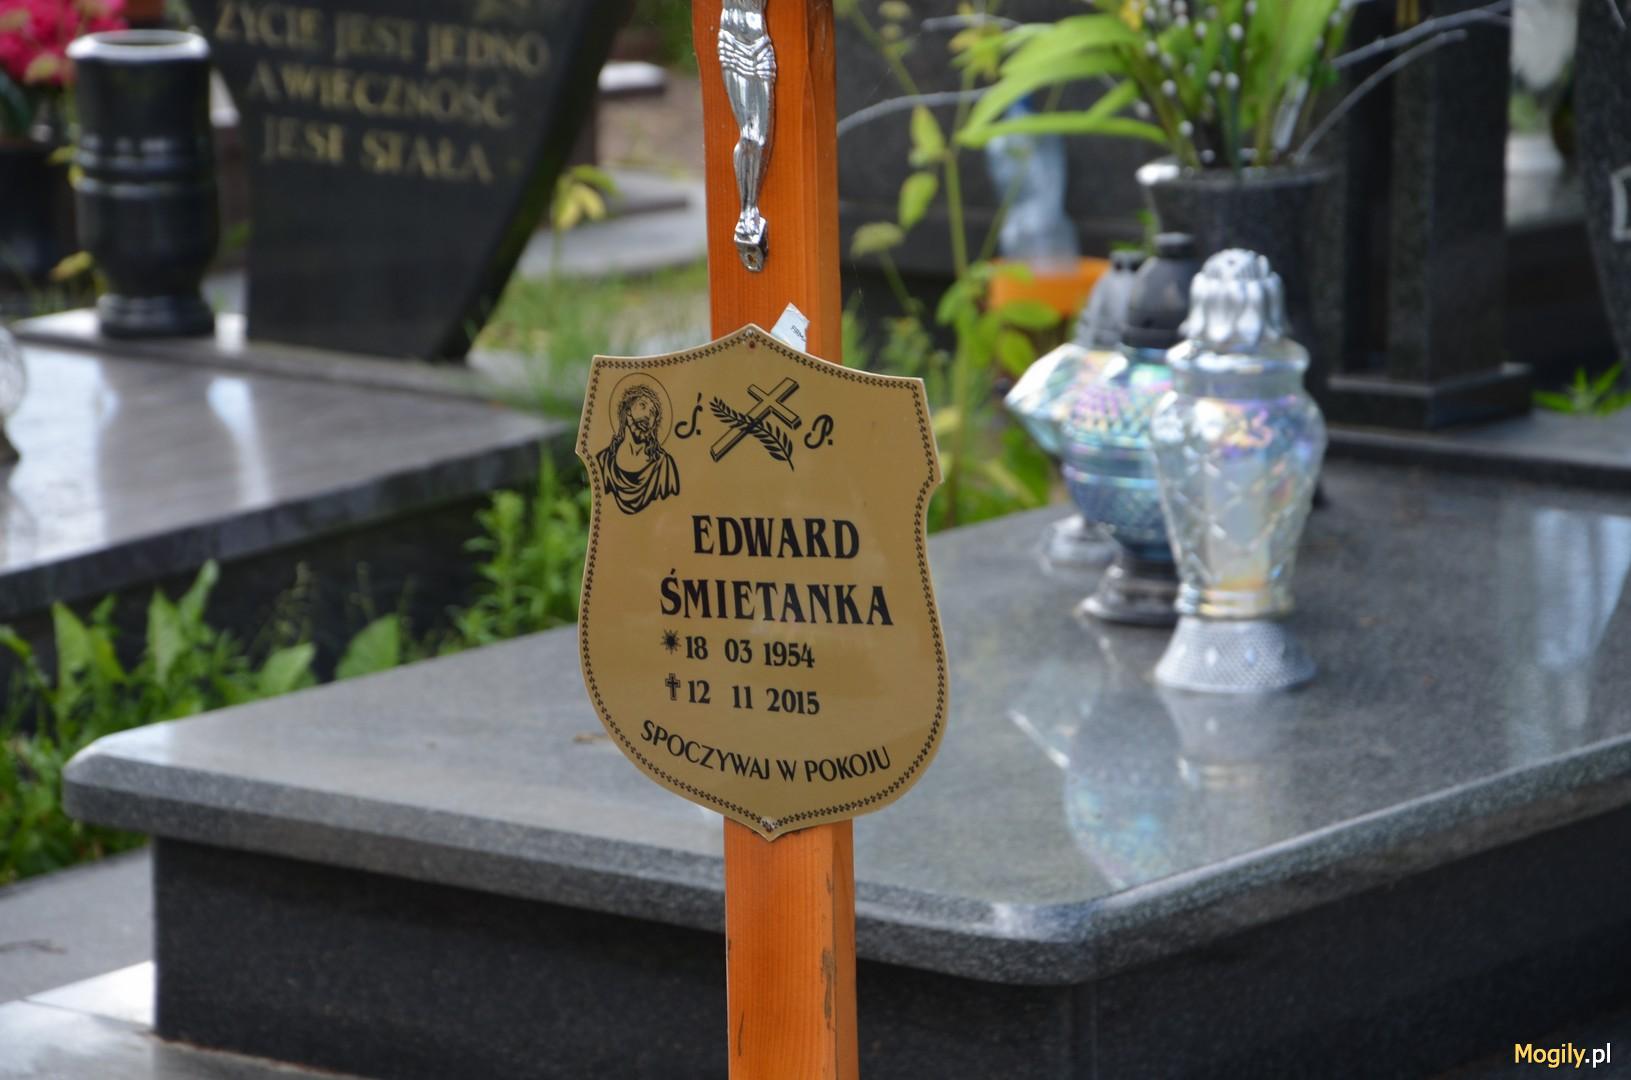 ŻYCIE JEST JEDNO
A WIECZNOŚĆ
JEST STAŁA
Ś. P.
EDWARD
ŚMIETANKA
18 03 1954
12 11 2015
SPOCZYWAJ W POKOJU
Mogily.pl